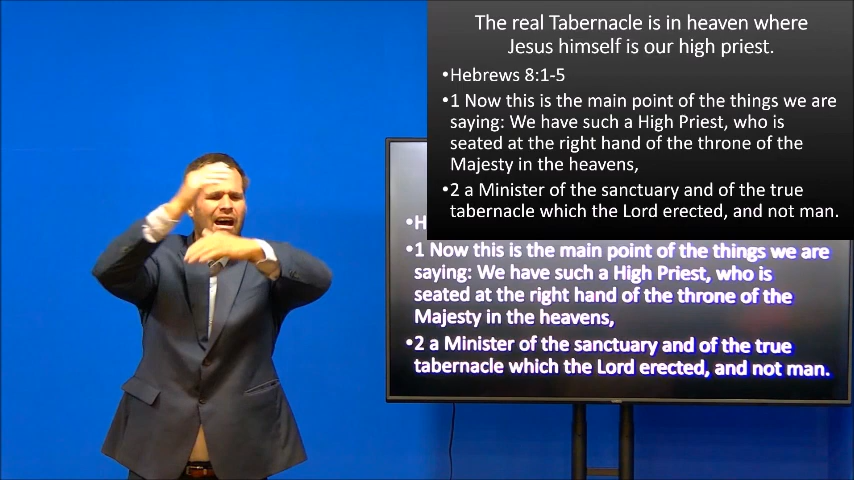 The real Tabernacle is in heaven where
Jesus himself is our high priest.
•Hebrews 8:1-5
•1 Now this is the main point of the things we are
saying: We have such a High Priest, who is
seated at the right hand of the throne of the
Majesty in the heavens,
•2 a Minister of the sanctuary and of the true
tabernacle which the Lord erected, and not man.
•H
•1 Now this is the main point of the things we are
saying: We have such a High Priest, who is
seated at the right hand of the throne of the
Majesty in the heavens,
•2 a Minister of the sanctuary and of the true
tabernacle which the Lord erected, and not man.